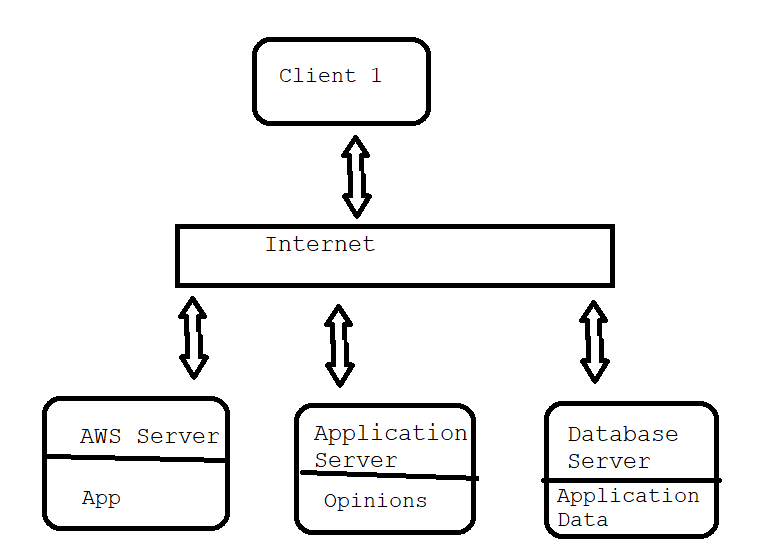 Client 1
Internet
AWS Server
App
Application
Server
Opinions
Database
Server
Application
Data